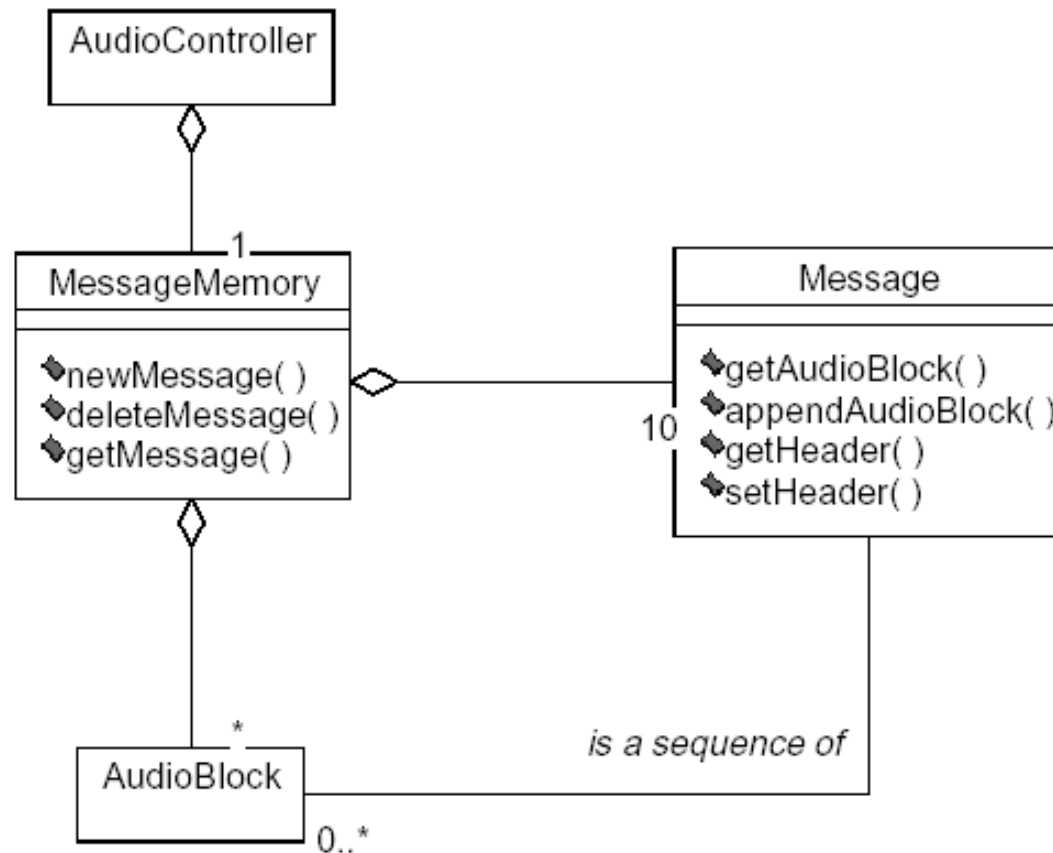 AudioController
1
MessageMemory
newMessage( )
deleteMessage( )
getMessage( )
Message
getAudioBlock( )
appendAudioBlock( )
getHeader( )
setHeader( )
10
*
is a sequence of
AudioBlock
0..*